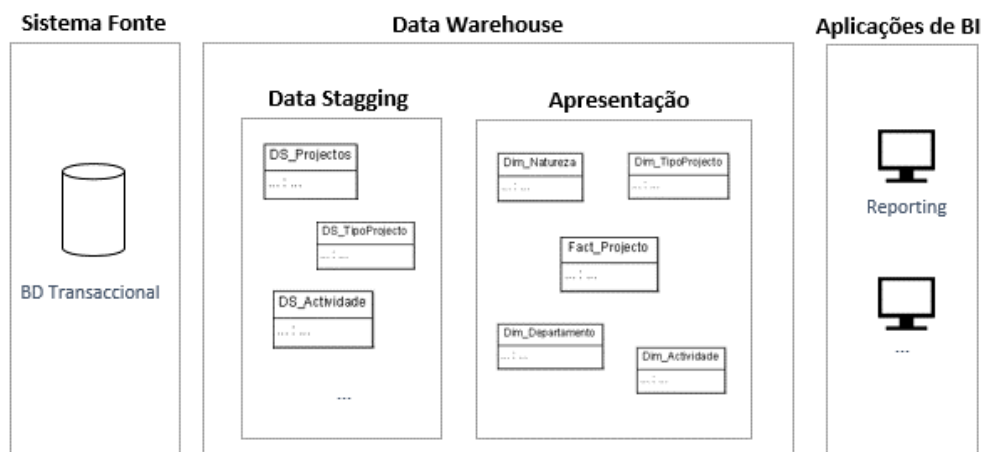 Sistema Fonte
Data Warehouse
Aplicações de BI
Data Stagging
Apresentação
DS_Projectos
... : ...
DS_TipoProjecto
... : ...
DS_Actividade
... : ...
...
Dim_Natureza
... : ...
Dim_TipoProjecto
... : ...
Fact_Projecto
... : ...
Dim_Departamento
... : ...
Dim_Actividade
... : ...
BD Transaccional
Reporting
...